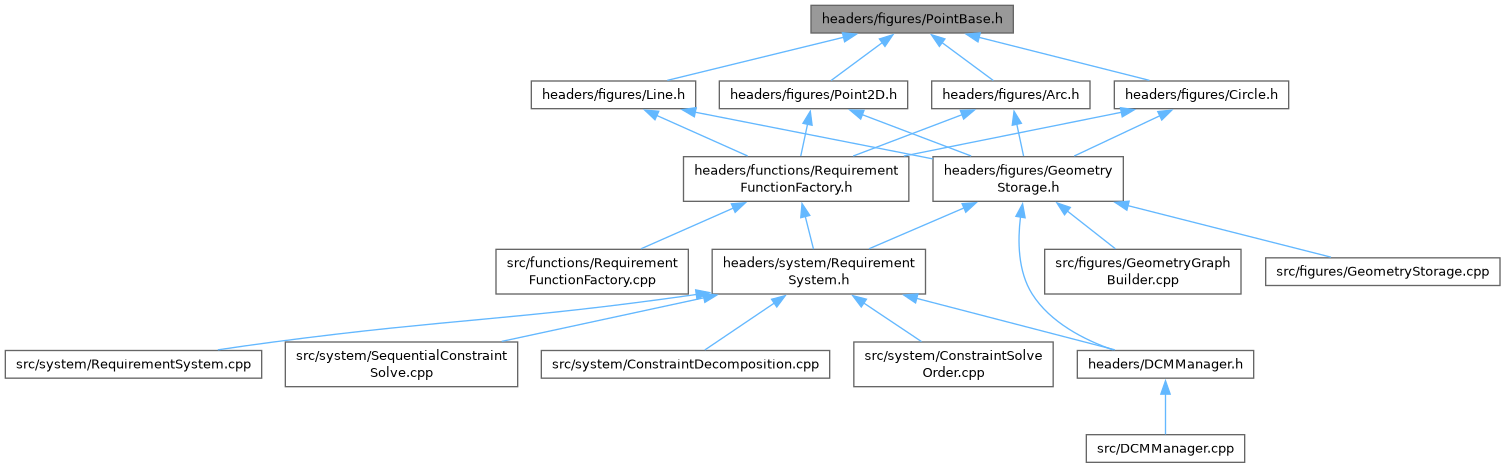 headers/figures/PointBase.h
headers/figures/Line.h
headers/figures/Point2D.h
headers/figures/Arc.h
headers/figures/Circle.h
headers/functions/Requirement
FunctionFactory.h
headers/figures/Geometry
Storage.h
src/functions/Requirement
FunctionFactory.cpp
headers/system/Requirement
System.h
src/figures/GeometryGraph
Builder.cpp
src/figures/GeometryStorage.cpp
src/system/RequirementSystem.cpp
src/system/SequentialConstraint
Solve.cpp
src/system/ConstraintDecomposition.cpp
src/system/ConstraintSolve
Order.cpp
headers/DCMManager.h
src/DCMManager.cpp